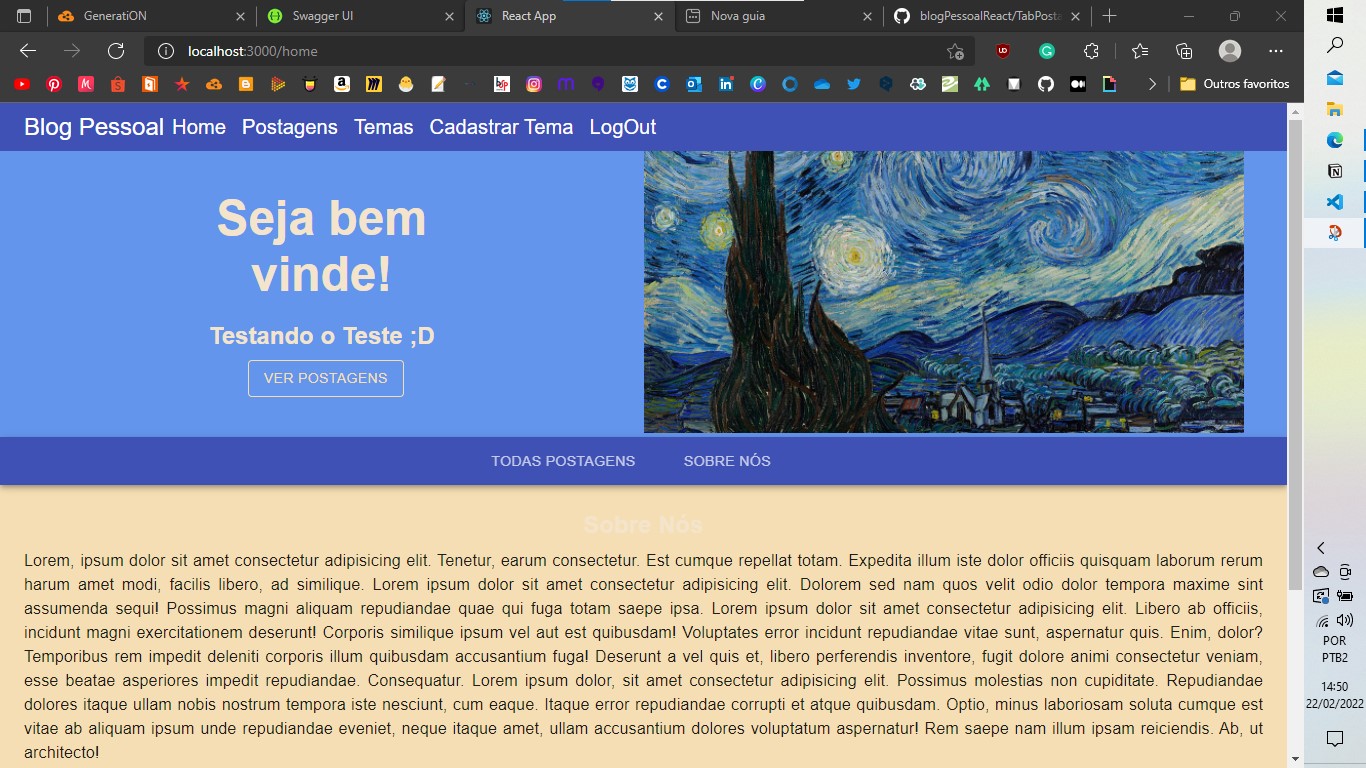 GeneratiON
Swagger UI
React App
Nova guia
blogPessoalReact/TabPosta
localhost:3000/home
Outros favoritos
Blog Pessoal Home Postagens Temas Cadastrar Tema LogOut
Seja bem
vinde!
Testando o Teste ;D
VER POSTAGENS
TODAS POSTAGENS SOBRE NÓS
Sobre Nós
Lorem, ipsum dolor sit amet consectetur adipisicing elit. Tenetur, earum consectetur. Est cumque repellat totam. Expedita illum iste dolor officiis quisquam laborum rerum
harum amet modi, facilis libero, ad similique. Lorem ipsum dolor sit amet consectetur adipisicing elit. Dolorem sed nam quos velit odio dolor tempora maxime sint
assumenda sequi! Possimus magni aliquam repudiandae quae qui fuga totam saepe ipsa. Lorem ipsum dolor sit amet consectetur adipisicing elit. Libero ab officiis,
incidunt magni exercitationem deserunt! Corporis similique ipsum vel aut est quibusdam! Voluptates error incidunt repudiandae vitae sunt, aspernatur quis. Enim, dolor?
Temporibus rem impedit deleniti corporis illum quibusdam accusantium fuga! Deserunt a vel quis et, libero perferendis inventore, fugit dolore animi consectetur veniam,
esse beatae asperiores impedit repudiandae. Consequatur. Lorem ipsum dolor, sit amet consectetur adipisicing elit. Possimus molestias non cupiditate. Repudiandae
dolores itaque ullam nobis nostrum tempora iste nesciunt, cum eaque. Itaque error repudiandae corrupti et atque quibusdam. Optio, minus laboriosam soluta cumque est
vitae ab aliquam ipsum unde repudiandae eveniet, neque itaque amet, ullam accusantium dolores voluptatum aspernatur! Rem saepe nam illum ipsam reiciendis. Ab, ut
architecto!
POR
PTB2
14:50
22/02/2022